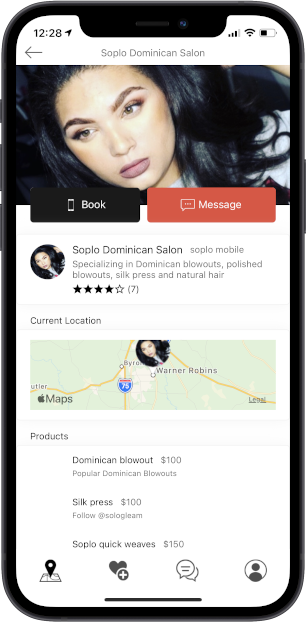 12:28
Soplo Dominican Salon
Book
Message
Soplo Dominican Salon soplo mobile
Specializing in Dominican blowouts, polished
blowouts, silk press and natural hair
★★★★☆ (7)
Current Location
Byro
Warner Robins
75
utler
Maps
Legal
Products
Dominican blowout $100
Popular Dominican Blowouts
Silk press $100
Follow @sologleam
Soplo quick weaves $150